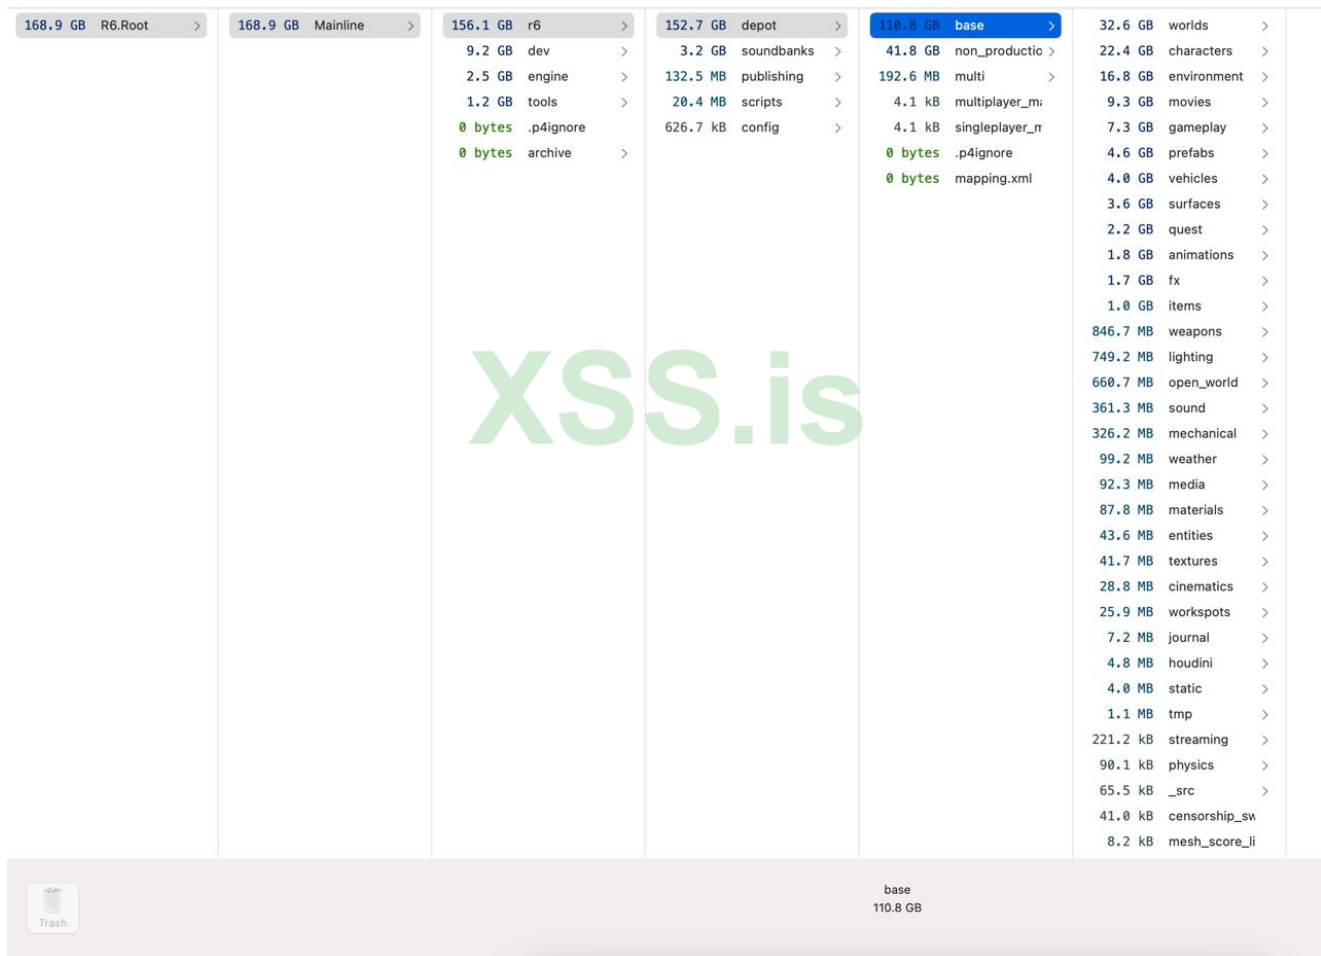 168.9 GB R6.Root
168.9 GB Mainline
156.1 GB r6
9.2 GB dev
2.5 GB engine
1.2 GB tools
0 bytes .p4ignore
0 bytes archive
152.7 GB depot
3.2 GB soundbanks
132.5 MB publishing
20.4 MB scripts
626.7 kB config
110.8 GB base
41.8 GB non_productio
192.6 MB multi
4.1 kB multiplayer_ma
4.1 kB singleplayer_m
0 bytes .p4ignore
0 bytes mapping.xml
32.6 GB worlds
22.4 GB characters
16.8 GB environment
9.3 GB movies
7.3 GB gameplay
4.6 GB prefabs
4.0 GB vehicles
3.6 GB surfaces
2.2 GB quest
1.8 GB animations
1.7 GB fx
1.0 GB items
846.7 MB weapons
749.2 MB lighting
660.7 MB open_world
361.3 MB sound
326.2 MB mechanical
99.2 MB weather
92.3 MB media
87.8 MB materials
43.6 MB entities
41.7 MB textures
28.8 MB cinematics
25.9 MB workspots
7.2 MB journal
4.8 MB houdini
4.0 MB static
1.1 MB tmp
221.2 kB streaming
90.1 kB physics
65.5 kB _src
41.0 kB censorship_sw
8.2 kB mesh_score_li
XSS.is
Trash
base
110.8 GB